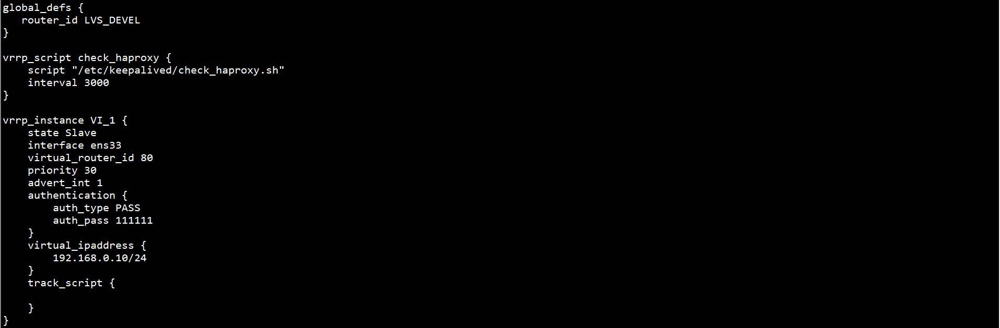 global_defs {
   router_id LVS_DEVEL
}

vrrp_script check_haproxy {
    script "/etc/keepalived/check_haproxy.sh"
    interval 3000
}

vrrp_instance VI_1 {
    state Slave
    interface ens33
    virtual_router_id 80
    priority 30
    advert_int 1
    authentication {
        auth_type PASS
        auth_pass 111111
    }
    virtual_ipaddress {
        192.168.0.10/24
    }
    track_script {

    }
}